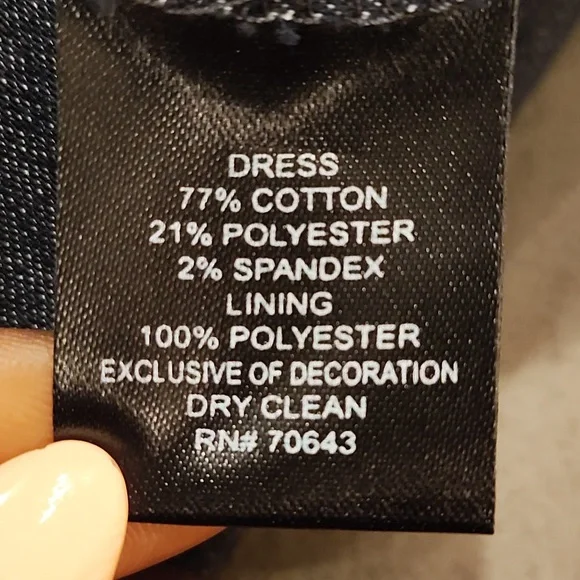 DRESS
77% COTTON
21% POLYESTER
2% SPANDEX
LINING
100% POLYESTER
EXCLUSIVE OF DECORATION
DRY CLEAN
RN# 70643